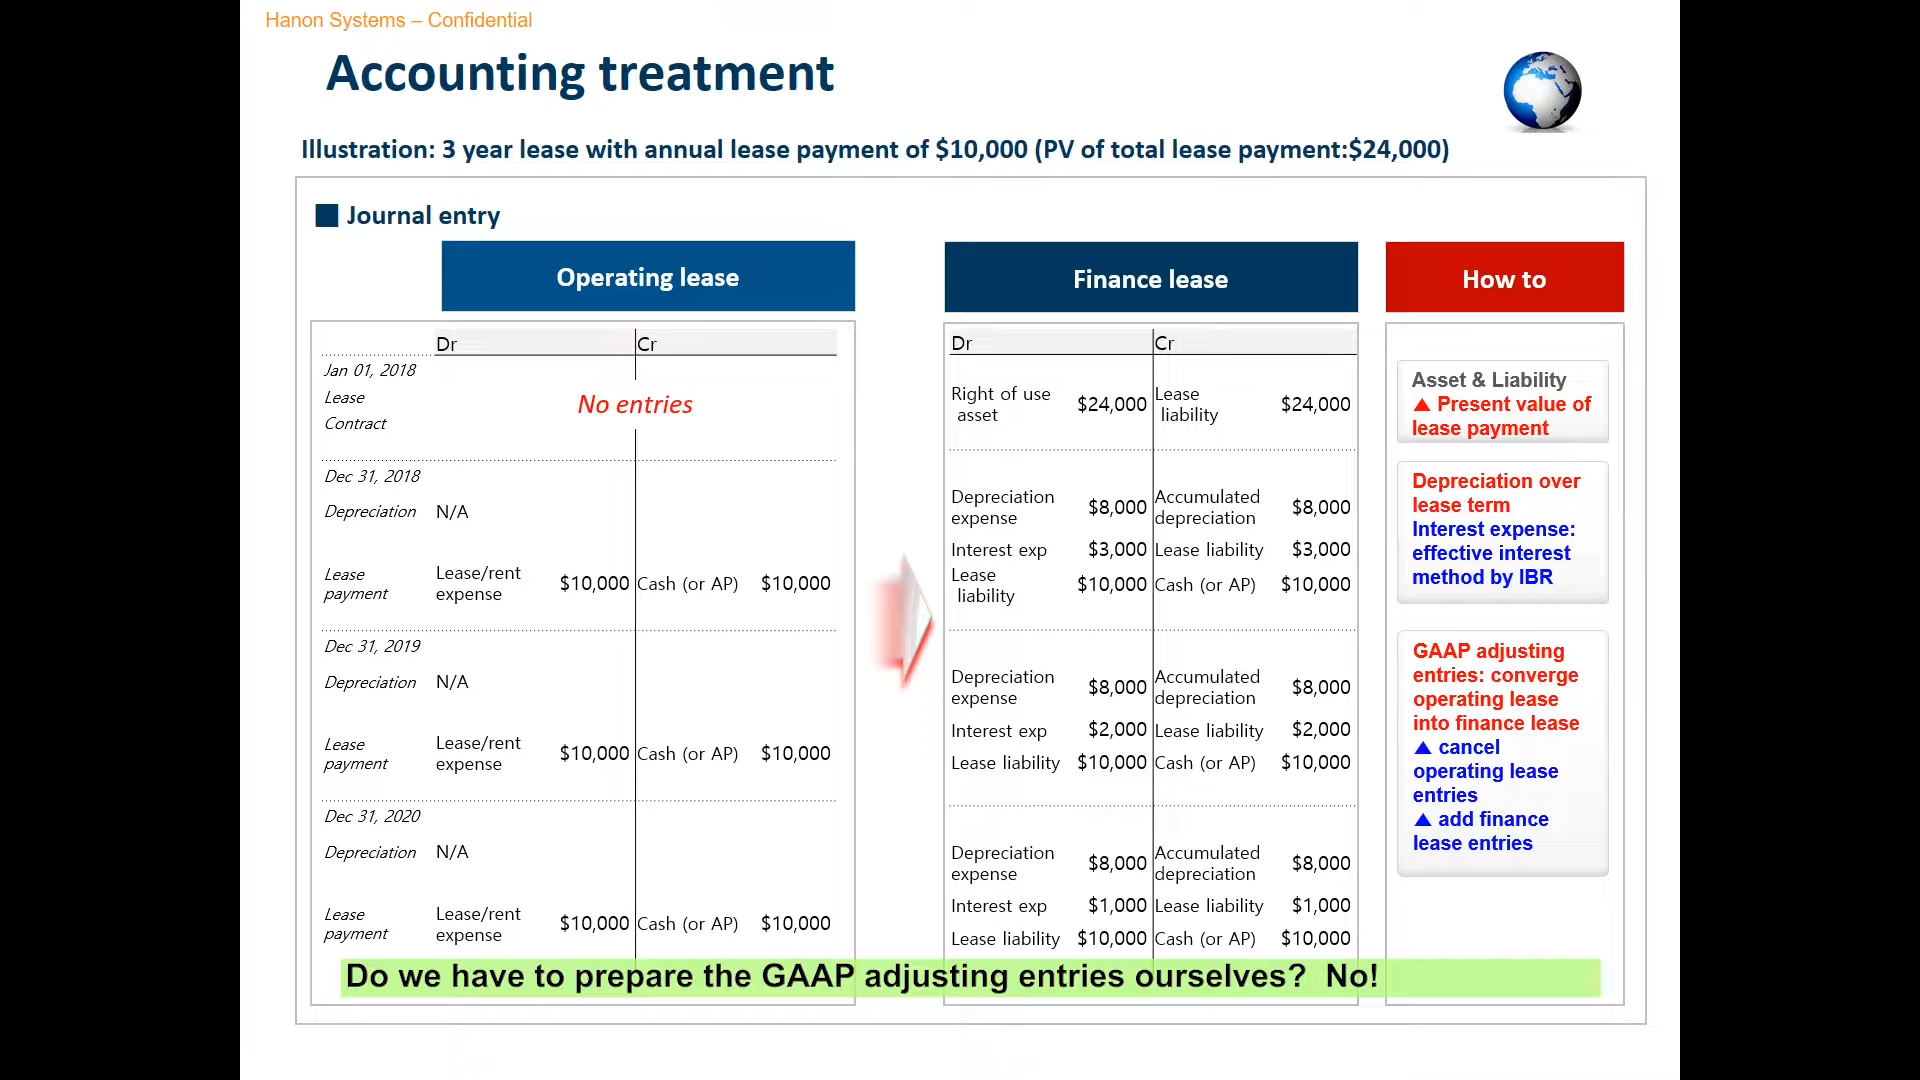 Hanon Systems – Confidential
Accounting treatment
Illustration: 3 year lease with annual lease payment of $10,000 (PV of total lease payment:$24,000)
Journal entry
Operating lease
Dr Cr
Jan 01, 2018
Lease
Contract
No entries
Dec 31, 2018
Depreciation N/A
Lease
payment
Lease/rent
expense
$10,000 Cash (or AP) $10,000
Dec 31, 2019
Depreciation N/A
Lease
payment
Lease/rent
expense
$10,000 Cash (or AP) $10,000
Dec 31, 2020
Depreciation N/A
Lease
payment
Lease/rent
expense
$10,000 Cash (or AP) $10,000
Finance lease
Dr Cr
Right of use
asset
$24,000
Lease
liability
$24,000
Depreciation
expense
$8,000
Accumulated
depreciation
$8,000
Interest exp $3,000 Lease liability $3,000
Lease
liability
$10,000 Cash (or AP) $10,000
Depreciation
expense
$8,000
Accumulated
depreciation
$8,000
Interest exp $2,000 Lease liability $2,000
Lease liability $10,000 Cash (or AP) $10,000
Depreciation
expense
$8,000
Accumulated
depreciation
$8,000
Interest exp $1,000 Lease liability $1,000
Lease liability $10,000 Cash (or AP) $10,000
How to
Asset & Liability
▲ Present value of
lease payment
Depreciation over
lease term
Interest expense:
effective interest
method by IBR
GAAP adjusting
entries: converge
operating lease
into finance lease
▲ cancel
operating lease
entries
▲ add finance
lease entries
Do we have to prepare the GAAP adjusting entries ourselves? No!